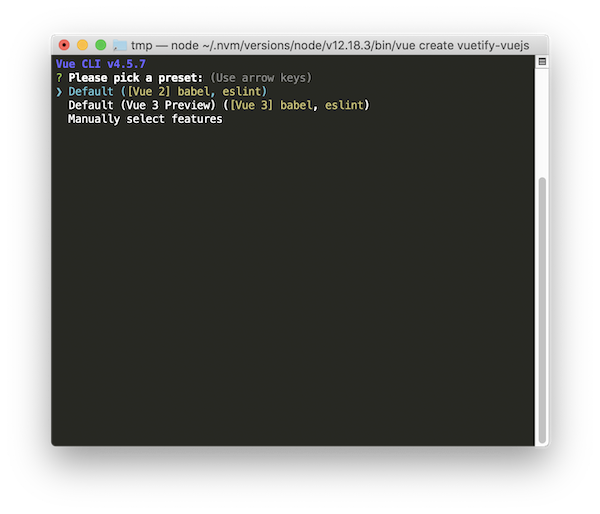 tmp — node ~/.nvm/versions/node/v12.18.3/bin/vue create vuetify-vuejs
Vue CLI v4.5.7
? Please pick a preset: (Use arrow keys)
❯ Default ([Vue 2] babel, eslint)
Default (Vue 3 Preview) ([Vue 3] babel, eslint)
Manually select features